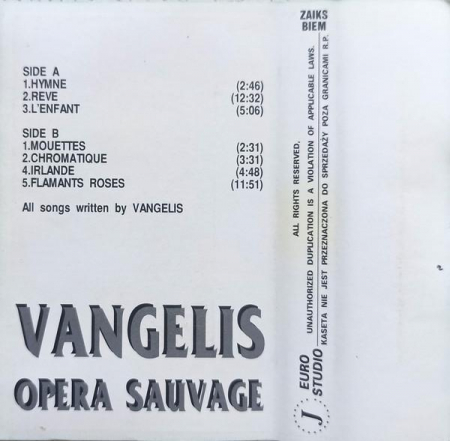 SIDE A
1.HYMNE (2:46)
2.REVE (12:32)
3.L'ENFANT (5:06)
SIDE B
1.MOUETTES (2:31)
2.CHROMATIQUE (3:31)
4.IRLANDE (4:48)
5.FLAMANTS ROSES (11:51)
All songs written by VANGELIS
VANGELIS
OPERA SAUVAGE
ZAIKS
BIEM
ALL RIGHTS RESERVED.
UNAUTHORIZED DUPLICATION IS A VIOLATION OF APPLICABLE LAWS.
KASETA NIE JEST PRZEZNACZONA DO SPRZEDAŻY POZA GRANICAMI R.P.
J
EURO
STUDIO